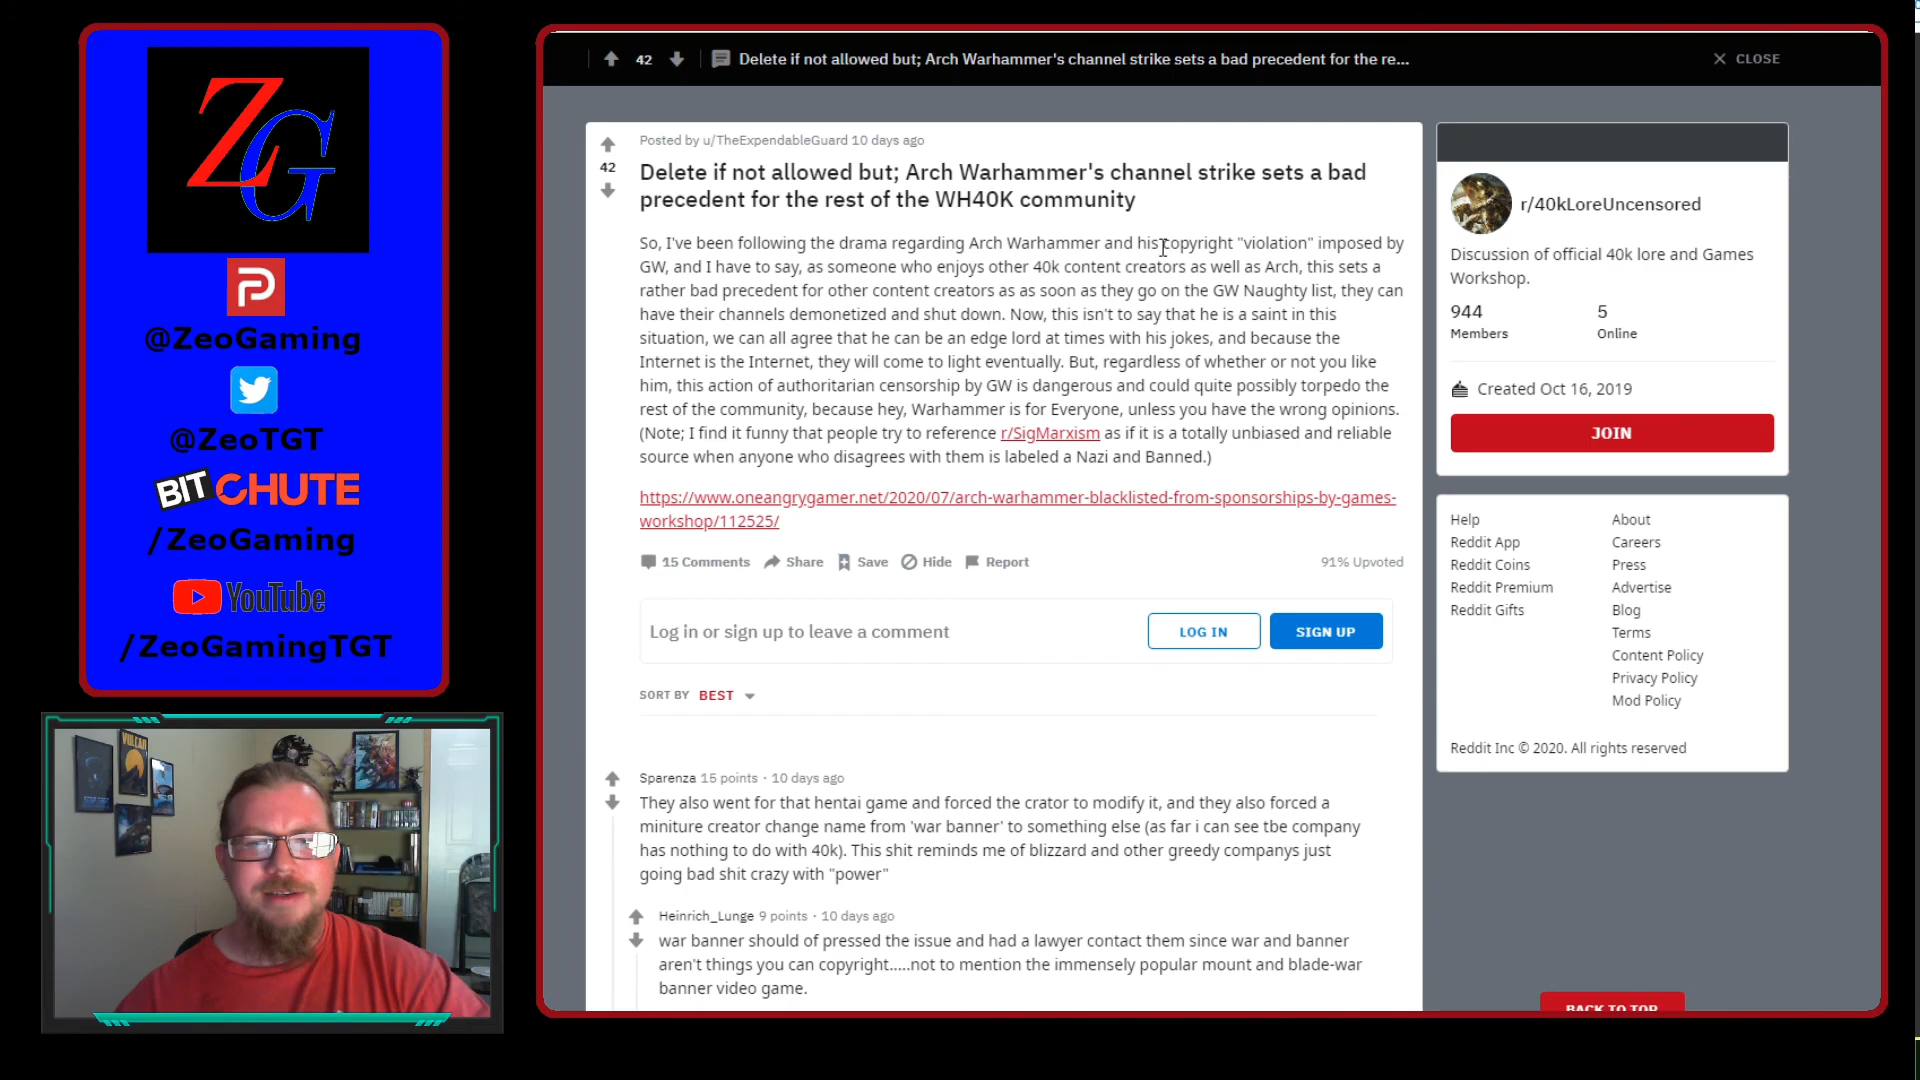 ZG
@ZeoGaming
@ZeoTGT
BIT CHUTE
/ZeoGaming
YouTube
/ZeoGamingTGT
VULCAN
42
Delete if not allowed but; Arch Warhammer's channel strike sets a bad precedent for the re...
CLOSE
Posted by u/TheExpendableGuard 10 days ago
42
Delete if not allowed but; Arch Warhammer's channel strike sets a bad
precedent for the rest of the WH40K community
So, I've been following the drama regarding Arch Warhammer and his copyright "violation" imposed by
GW, and I have to say, as someone who enjoys other 40k content creators as well as Arch, this sets a
rather bad precedent for other content creators as as soon as they go on the GW Naughty list, they can
have their channels demonetized and shut down. Now, this isn't to say that he is a saint in this
situation, we can all agree that he can be an edge lord at times with his jokes, and because the
Internet is the Internet, they will come to light eventually. But, regardless of whether or not you like
him, this action of authoritarian censorship by GW is dangerous and could quite possibly torpedo the
rest of the community, because hey, Warhammer is for Everyone, unless you have the wrong opinions.
(Note; I find it funny that people try to reference r/SigMarxism as if it is a totally unbiased and reliable
source when anyone who disagrees with them is labeled a Nazi and Banned.)
https://www.oneangrygamer.net/2020/07/arch-warhammer-blacklisted-from-sponsorships-by-games-
workshop/112525/
15 Comments Share Save Hide Report 91% Upvoted
Log in or sign up to leave a comment LOG IN SIGN UP
SORT BY BEST
Sparenza 15 points · 10 days ago
They also went for that hentai game and forced the crator to modify it, and they also forced a
miniture creator change name from 'war banner' to something else (as far i can see tbe company
has nothing to do with 40k). This shit reminds me of blizzard and other greedy companys just
going bad shit crazy with "power"
Heinrich_Lunge 9 points · 10 days ago
war banner should of pressed the issue and had a lawyer contact them since war and banner
aren't things you can copyright.....not to mention the immensely popular mount and blade-war
banner video game.
r/40kLoreUncensored
Discussion of official 40k lore and Games
Workshop.
944 5
Members Online
Created Oct 16, 2019
JOIN
Help About
Reddit App Careers
Reddit Coins Press
Reddit Premium Advertise
Reddit Gifts Blog
Terms
Content Policy
Privacy Policy
Mod Policy
Reddit Inc © 2020. All rights reserved
BACK TO TOP